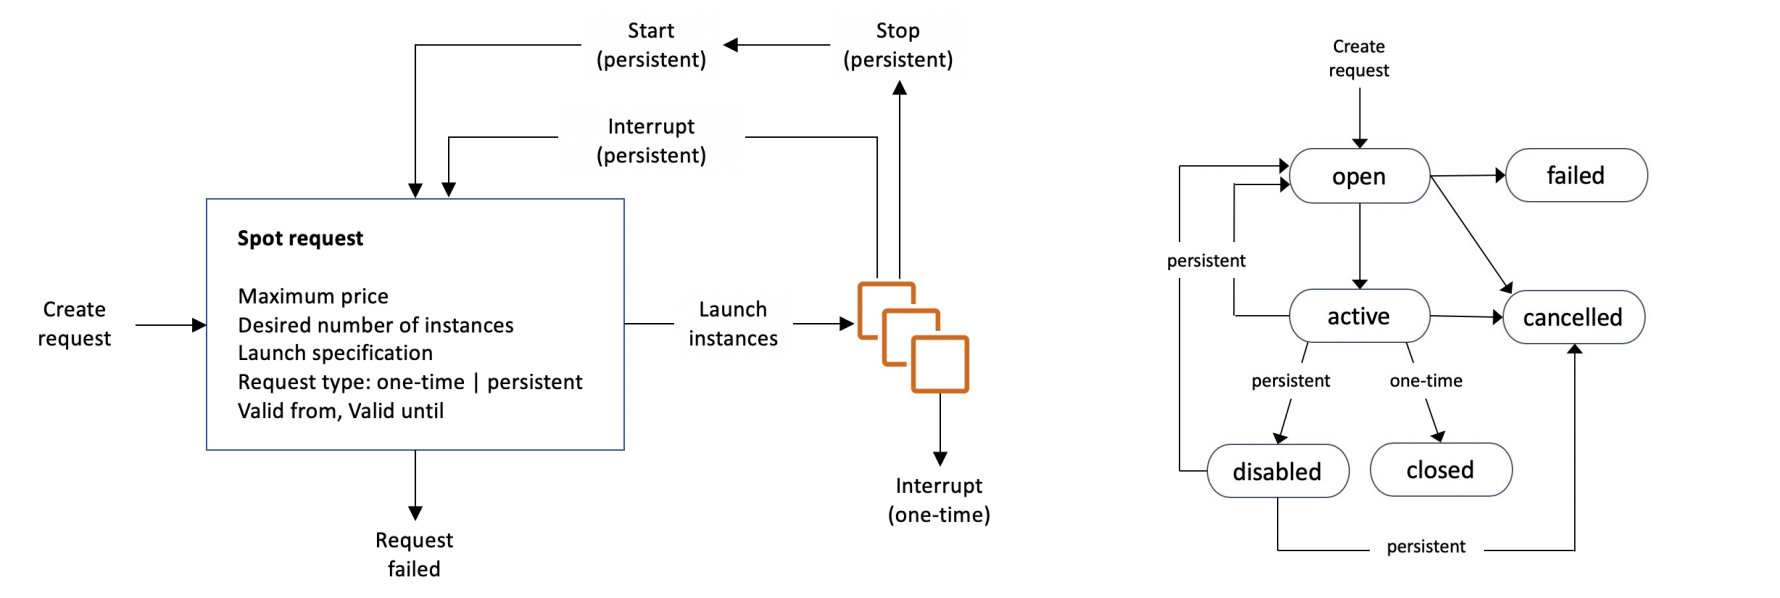 Start
(persistent)
Stop
(persistent)
Interrupt
(persistent)
Create
request
Spot request
Maximum price
Desired number of instances
Launch specification
Request type: one-time | persistent
Valid from, Valid until
Launch
instances
Interrupt
(one-time)
Request
failed
Create
request
open
failed
persistent
active
cancelled
persistent
one-time
disabled
closed
persistent